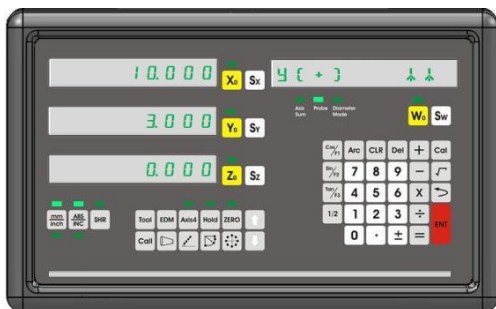 10.000 X₀ Sx
Y ( + )
3.000 Y₀ Sy
Axis Sum Probe Diameter Mode
W₀ Sw
0.000 Z₀ Sz
Cos/F1 Arc CLR Del + Cal
Sin/F2 7 8 9 - √
Tan/F3 4 5 6 X
1/2 1 2 3 ÷ ENT
0 · ± =
mm inch ABS INC SHR
Tool EDM Axis4 Hold ZERO
Call